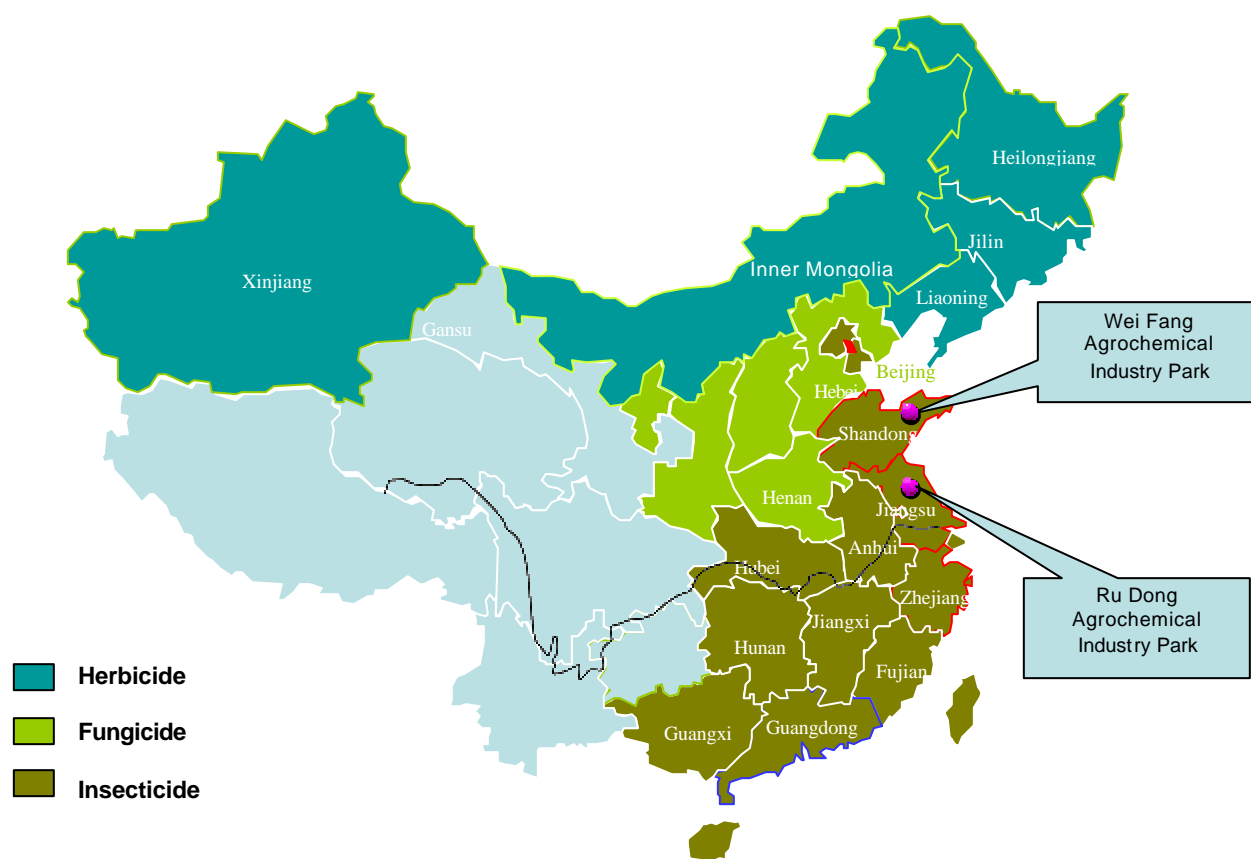 Heilongjiang
Jilin
Inner Mongolia
Xinjiang
Liaoning
Gansu
Wei Fang
Agrochemical
Industry Park
Beijing
Hebei
Shandong
Henan
Jiangsu
Anhui
Hubei
Zhejiang
Jiangxi
Hunan
Fujian
Guangdong
Guangxi
Ru Dong
Agrochemical
Industry Park
Herbicide
Fungicide
Insecticide